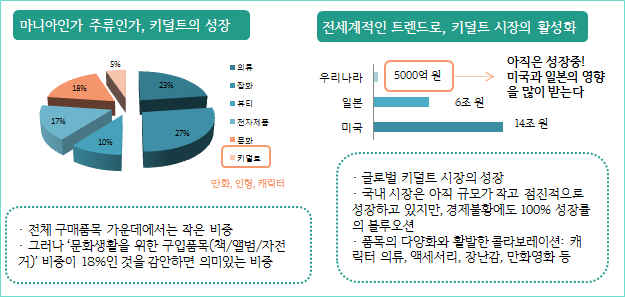 마니아인가 주류인가, 키덜트의 성장
5%
18%
23%
17%
27%
10%
의류
잡화
뷰티
전자제품
문화
키덜트
만화, 인형, 캐릭터
· 전체 구매품목 가운데에서는 작은 비중
· 그러나 ‘문화생활을 위한 구입품목(책/앨범/자전
거)’ 비중이 18%인 것을 감안하면 의미있는 비중
전세계적인 트렌드로, 키덜트 시장의 활성화
우리나라
5000억 원
일본
6조 원
미국
14조 원
아직은 성장중!
미국과 일본의 영향
을 많이 받는다
· 글로벌 키덜트 시장의 성장
· 국내 시장은 아직 규모가 작고 점진적으로
성장하고 있지만, 경제불황에도 100% 성장률
의 블루오션
· 품목의 다양화와 활발한 콜라보레이션: 캐
릭터 의류, 액세서리, 장난감, 만화영화 등